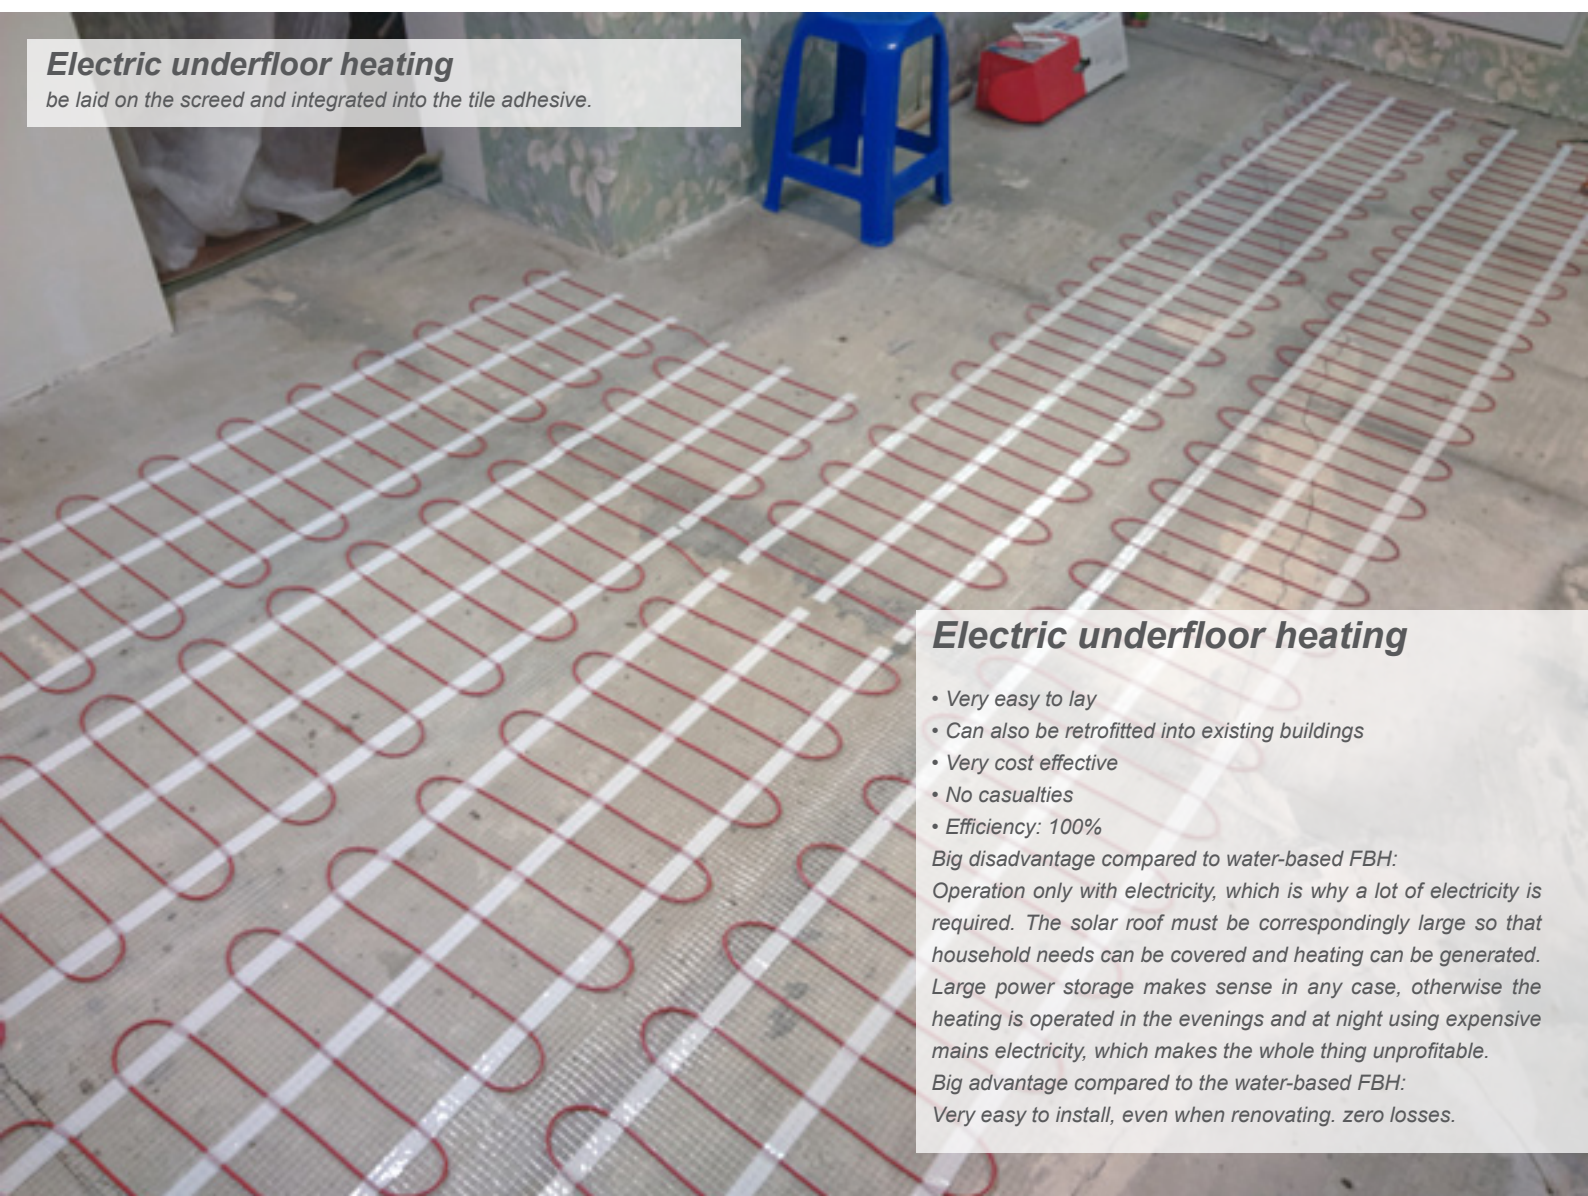 Electric underfloor heating
be laid on the screed and integrated into the tile adhesive.
Electric underfloor heating
• Very easy to lay
• Can also be retrofitted into existing buildings
• Very cost effective
• No casualties
• Efficiency: 100%
Big disadvantage compared to water-based FBH:
Operation only with electricity, which is why a lot of electricity is
required. The solar roof must be correspondingly large so that
household needs can be covered and heating can be generated.
Large power storage makes sense in any case, otherwise the
heating is operated in the evenings and at night using expensive
mains electricity, which makes the whole thing unprofitable.
Big advantage compared to the water-based FBH:
Very easy to install, even when renovating. zero losses.